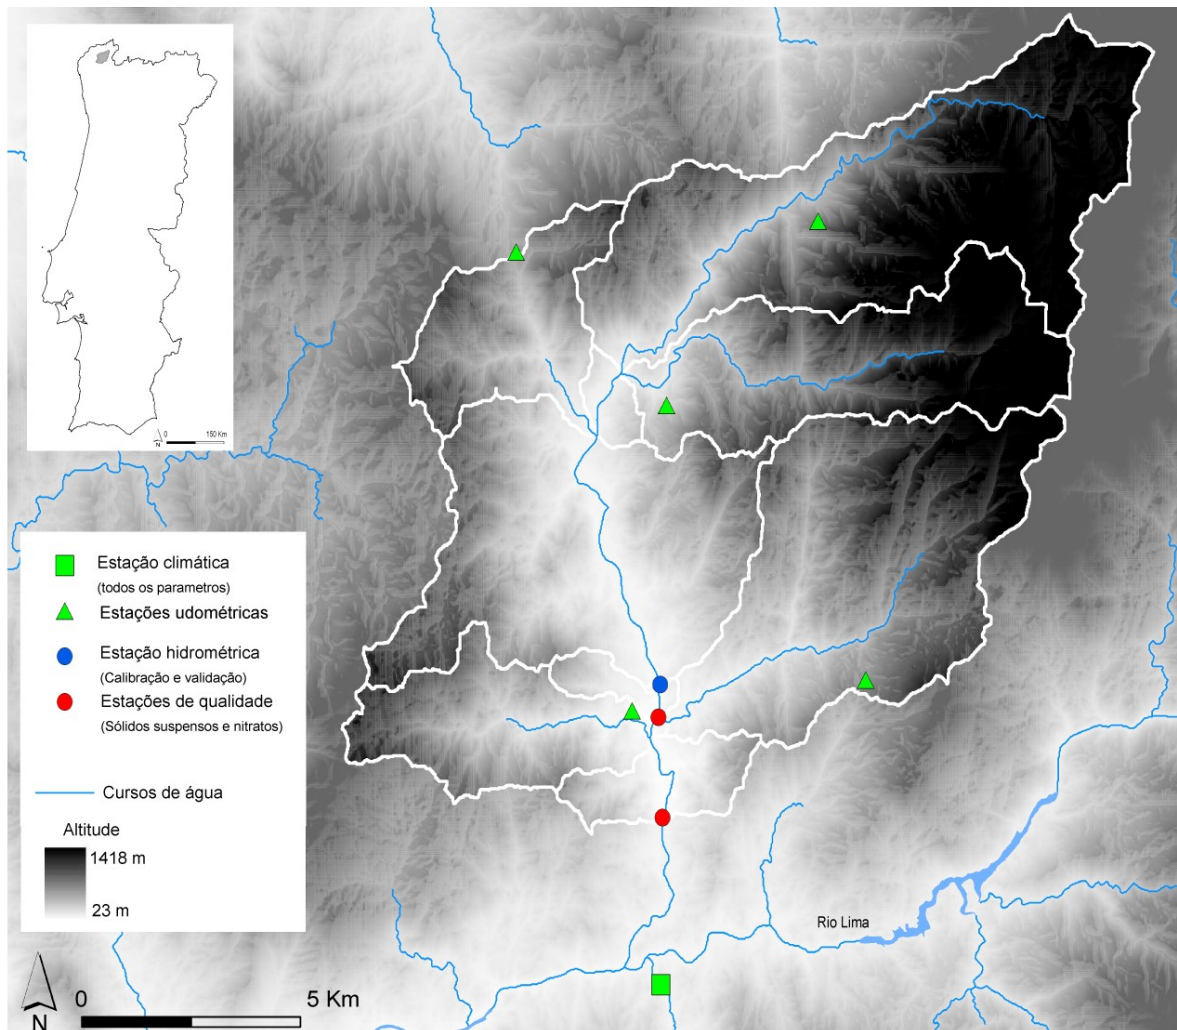 0
150 Km
N
Estação climática
(todos os parametros)
Estações udométricas
Estação hidrométrica
(Calibração e validação)
Estações de qualidade
(Sólidos suspensos e nitratos)
Cursos de água
Altitude
1418 m
23 m
Rio Lima
0
5 Km
N